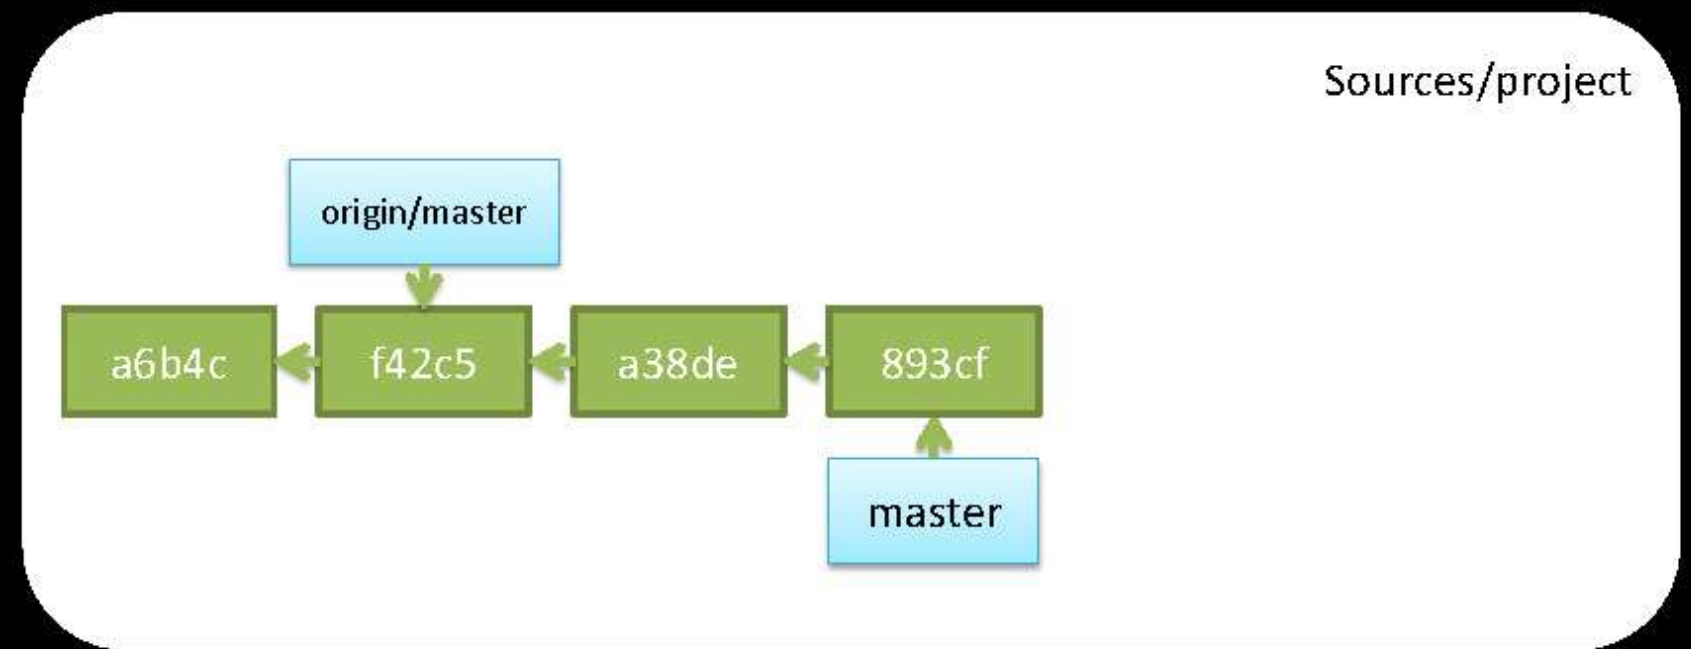 Sources/project
origin/master
a6b4c
f42c5
a38de
893cf
master